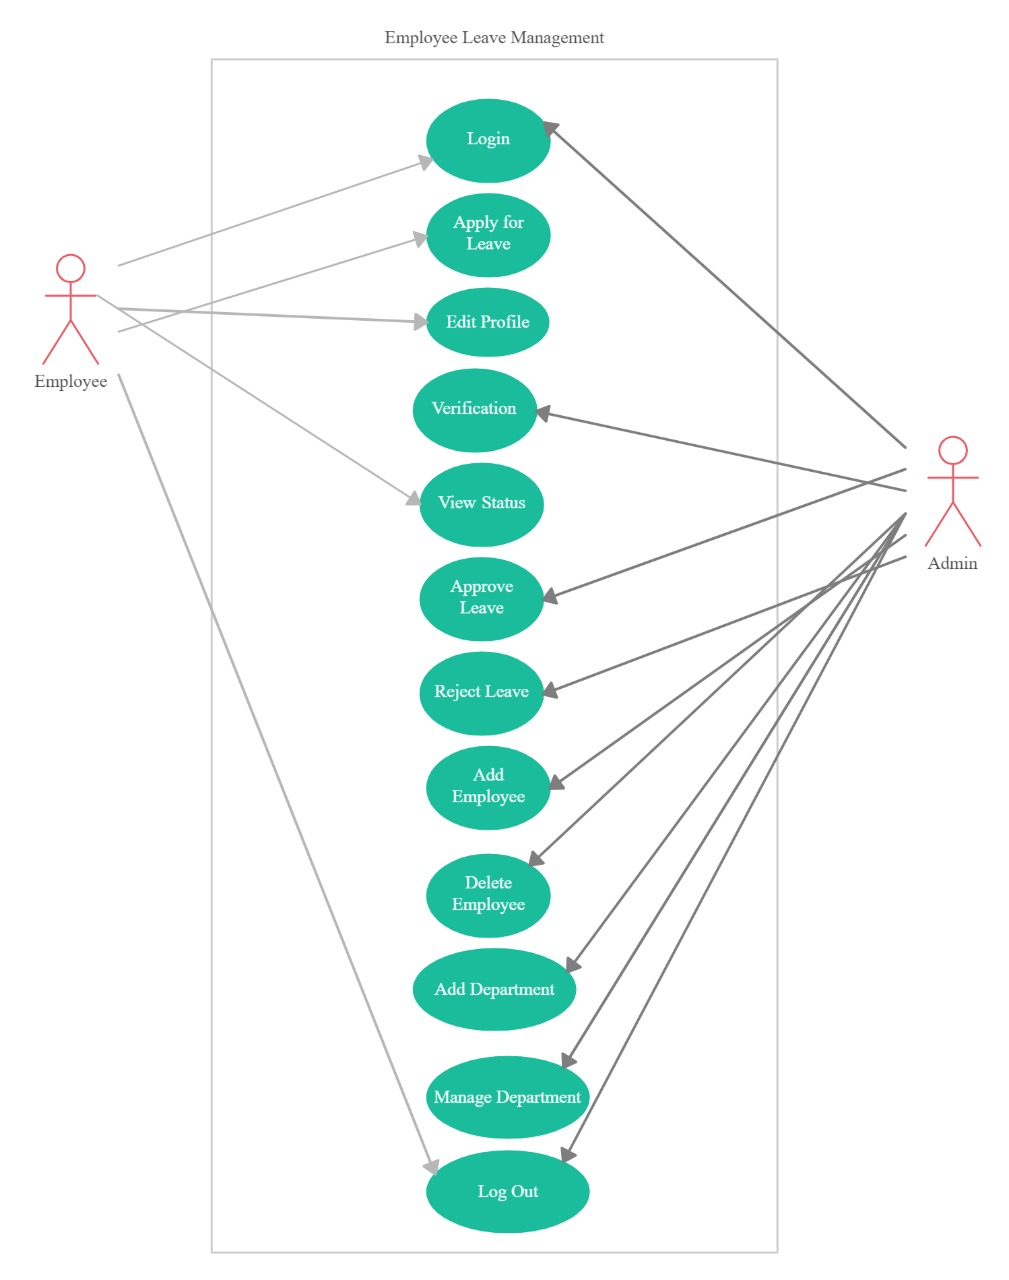 Employee Leave Management
Login
Apply for
Leave
Edit Profile
Employee
Verification
View Status
Admin
Approve
Leave
Reject Leave
Add
Employee
Delete
Employee
Add Department
Manage Department
Log Out